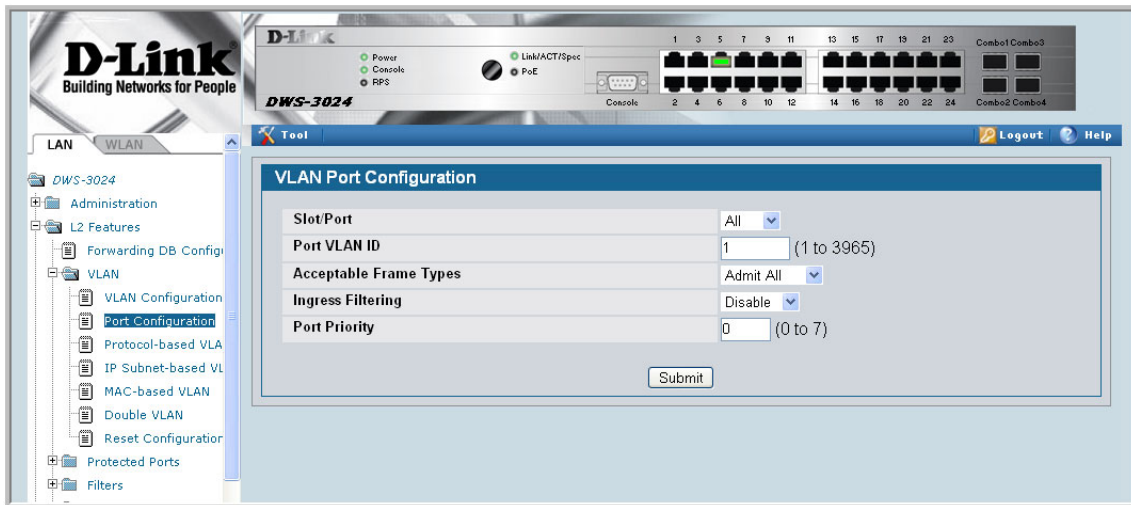 D-Link
Building Networks for People
D-Link
Power
Console
RPS
Link/ACT/Spec
PoE
Console
DWS-3024
1 3 5 7 9 11 13 15 17 19 21 23
2 4 6 8 10 12 14 16 18 20 22 24
Combo1 Combo3
Combo2 Combo4
LAN
WLAN
Tool
Logout
Help
DWS-3024
Administration
L2 Features
Forwarding DB Configu
VLAN
VLAN Configuration
Port Configuration
Protocol-based VLA
IP Subnet-based VL
MAC-based VLAN
Double VLAN
Reset Configuration
Protected Ports
Filters
VLAN Port Configuration
Slot/Port All
Port VLAN ID 1 (1 to 3965)
Acceptable Frame Types Admit All
Ingress Filtering Disable
Port Priority 0 (0 to 7)
Submit